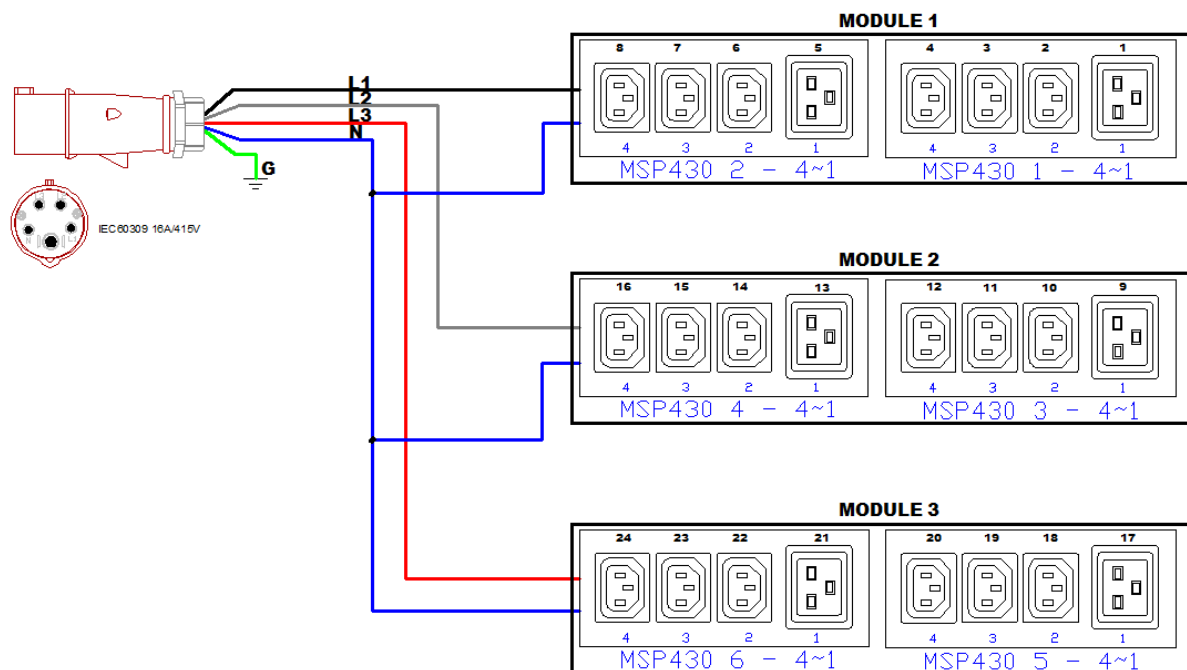 MODULE 1
8 7 6 5 4 3 2 1
4 3 2 1 4 3 2 1
MSP430 2 - 4~1 MSP430 1 - 4~1
L1
L2
L3
N
G
IEC60309 16A/415V
MODULE 2
16 15 14 13 12 11 10 9
4 3 2 1 4 3 2 1
MSP430 4 - 4~1 MSP430 3 - 4~1
MODULE 3
24 23 22 21 20 19 18 17
4 3 2 1 4 3 2 1
MSP430 6 - 4~1 MSP430 5 - 4~1